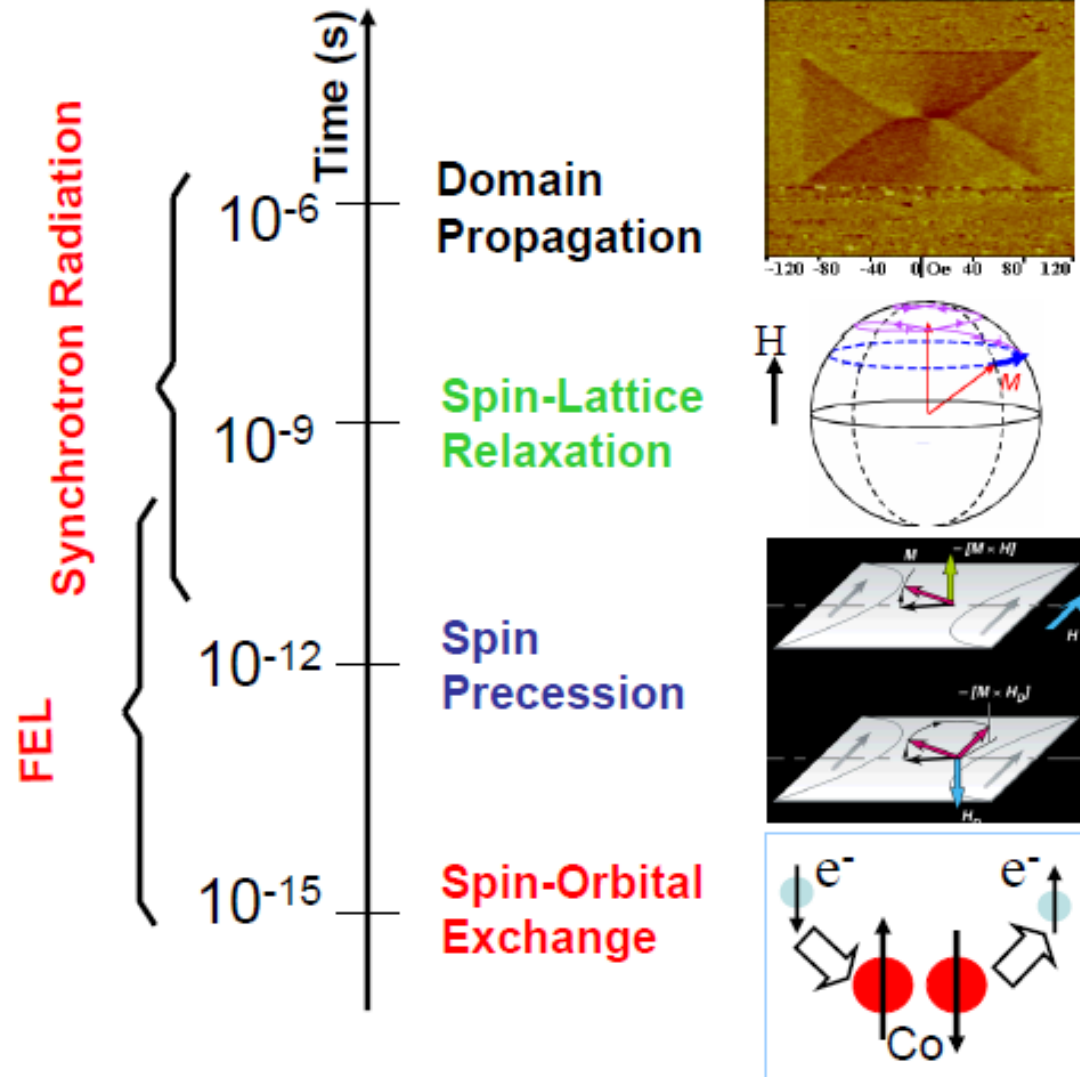 Time (s)
Synchrotron Radiation
FEL
10-6
Domain
Propagation
10-9
Spin-Lattice
Relaxation
10-12
Spin
Precession
10-15
Spin-Orbital
Exchange
-120 -80 -40 0 Oe 40 80 120
H
M
M
-[M × H]
H
-[M × HD]
HD
e- e-
Co